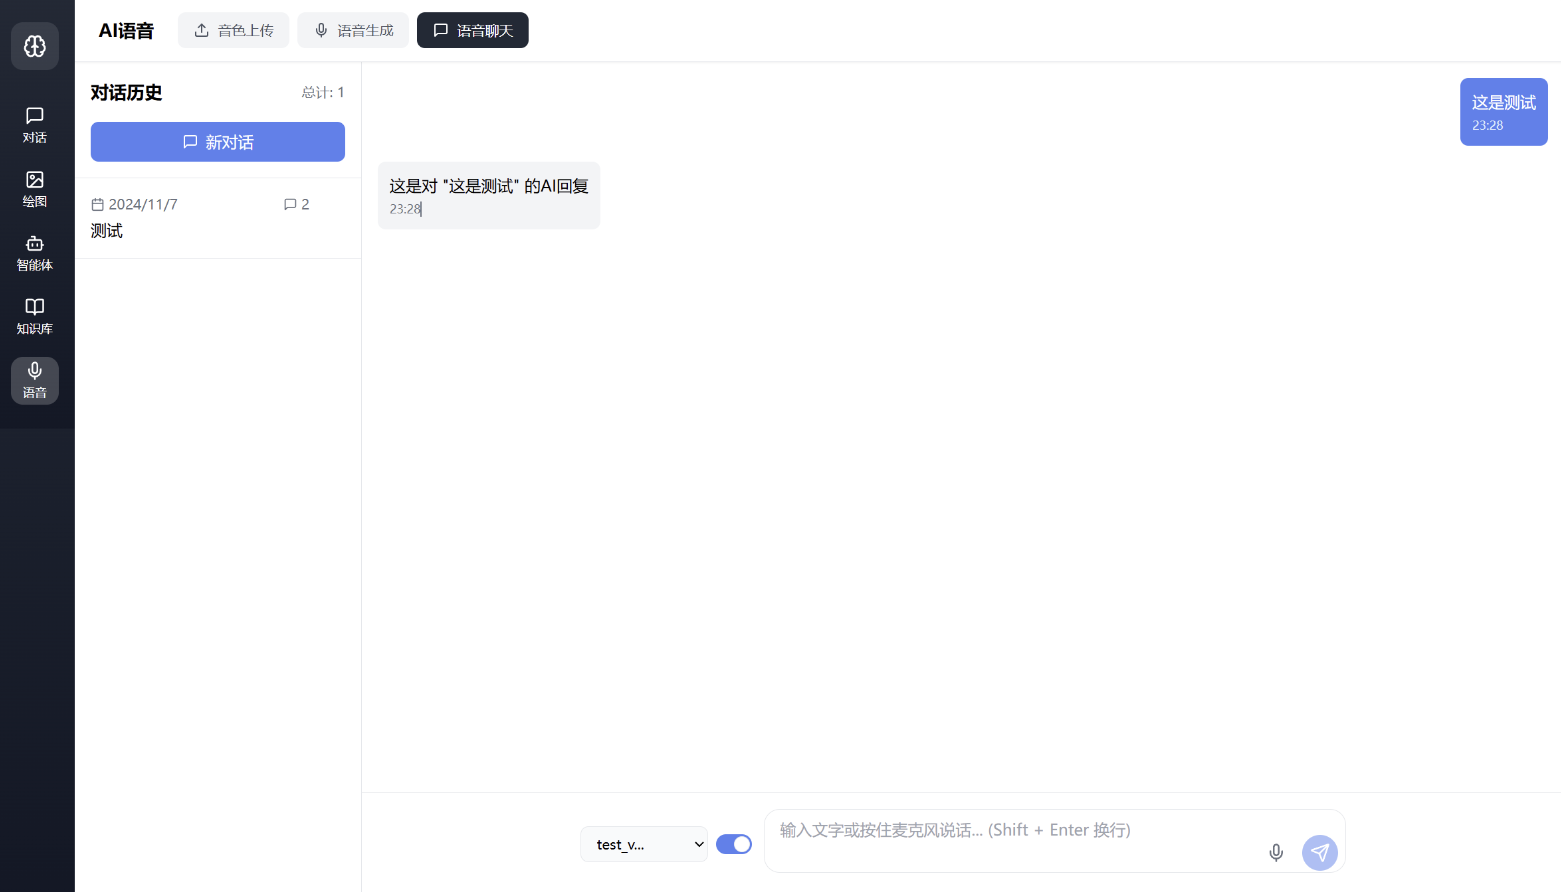 AI语音
音色上传
语音生成
语音聊天
对话
绘图
智能体
知识库
语音
对话历史
总计: 1
新对话
2024/11/7
2
测试
这是测试
23:28
这是对 "这是测试" 的AI回复
23:28
test_v...
输入文字或按住麦克风说话... (Shift + Enter 换行)